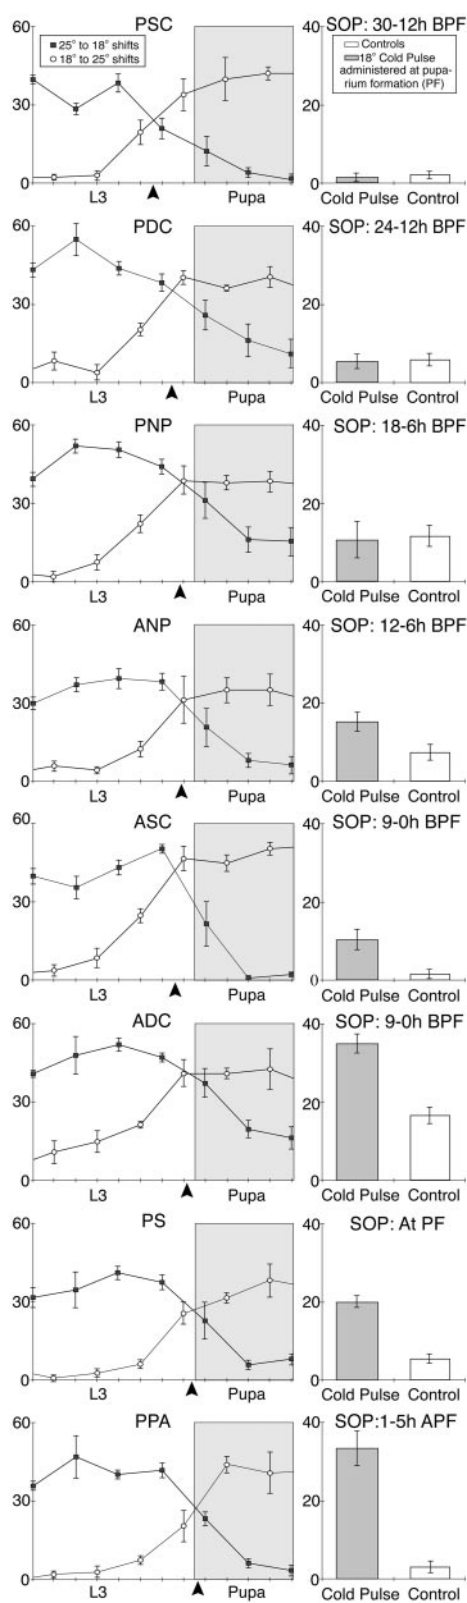 PSC
SOP: 30-12h BPF
25° to 18° shifts
18° to 25° shifts
Controls
18° Cold Pulse
administered at pupa-
rium formation (PF)
60
30
0
L3
Pupa
40
20
0
Cold Pulse
Control
PDC
SOP: 24-12h BPF
60
30
0
L3
Pupa
40
20
0
Cold Pulse
Control
PNP
SOP: 18-6h BPF
60
30
0
L3
Pupa
40
20
0
Cold Pulse
Control
ANP
SOP: 12-6h BPF
60
30
0
L3
Pupa
40
20
0
Cold Pulse
Control
ASC
SOP: 9-0h BPF
60
30
0
L3
Pupa
40
20
0
Cold Pulse
Control
ADC
SOP: 9-0h BPF
60
30
0
L3
Pupa
40
20
0
Cold Pulse
Control
PS
SOP: At PF
60
30
0
L3
Pupa
40
20
0
Cold Pulse
Control
PPA
SOP:1-5h APF
60
30
0
L3
Pupa
40
20
0
Cold Pulse
Control